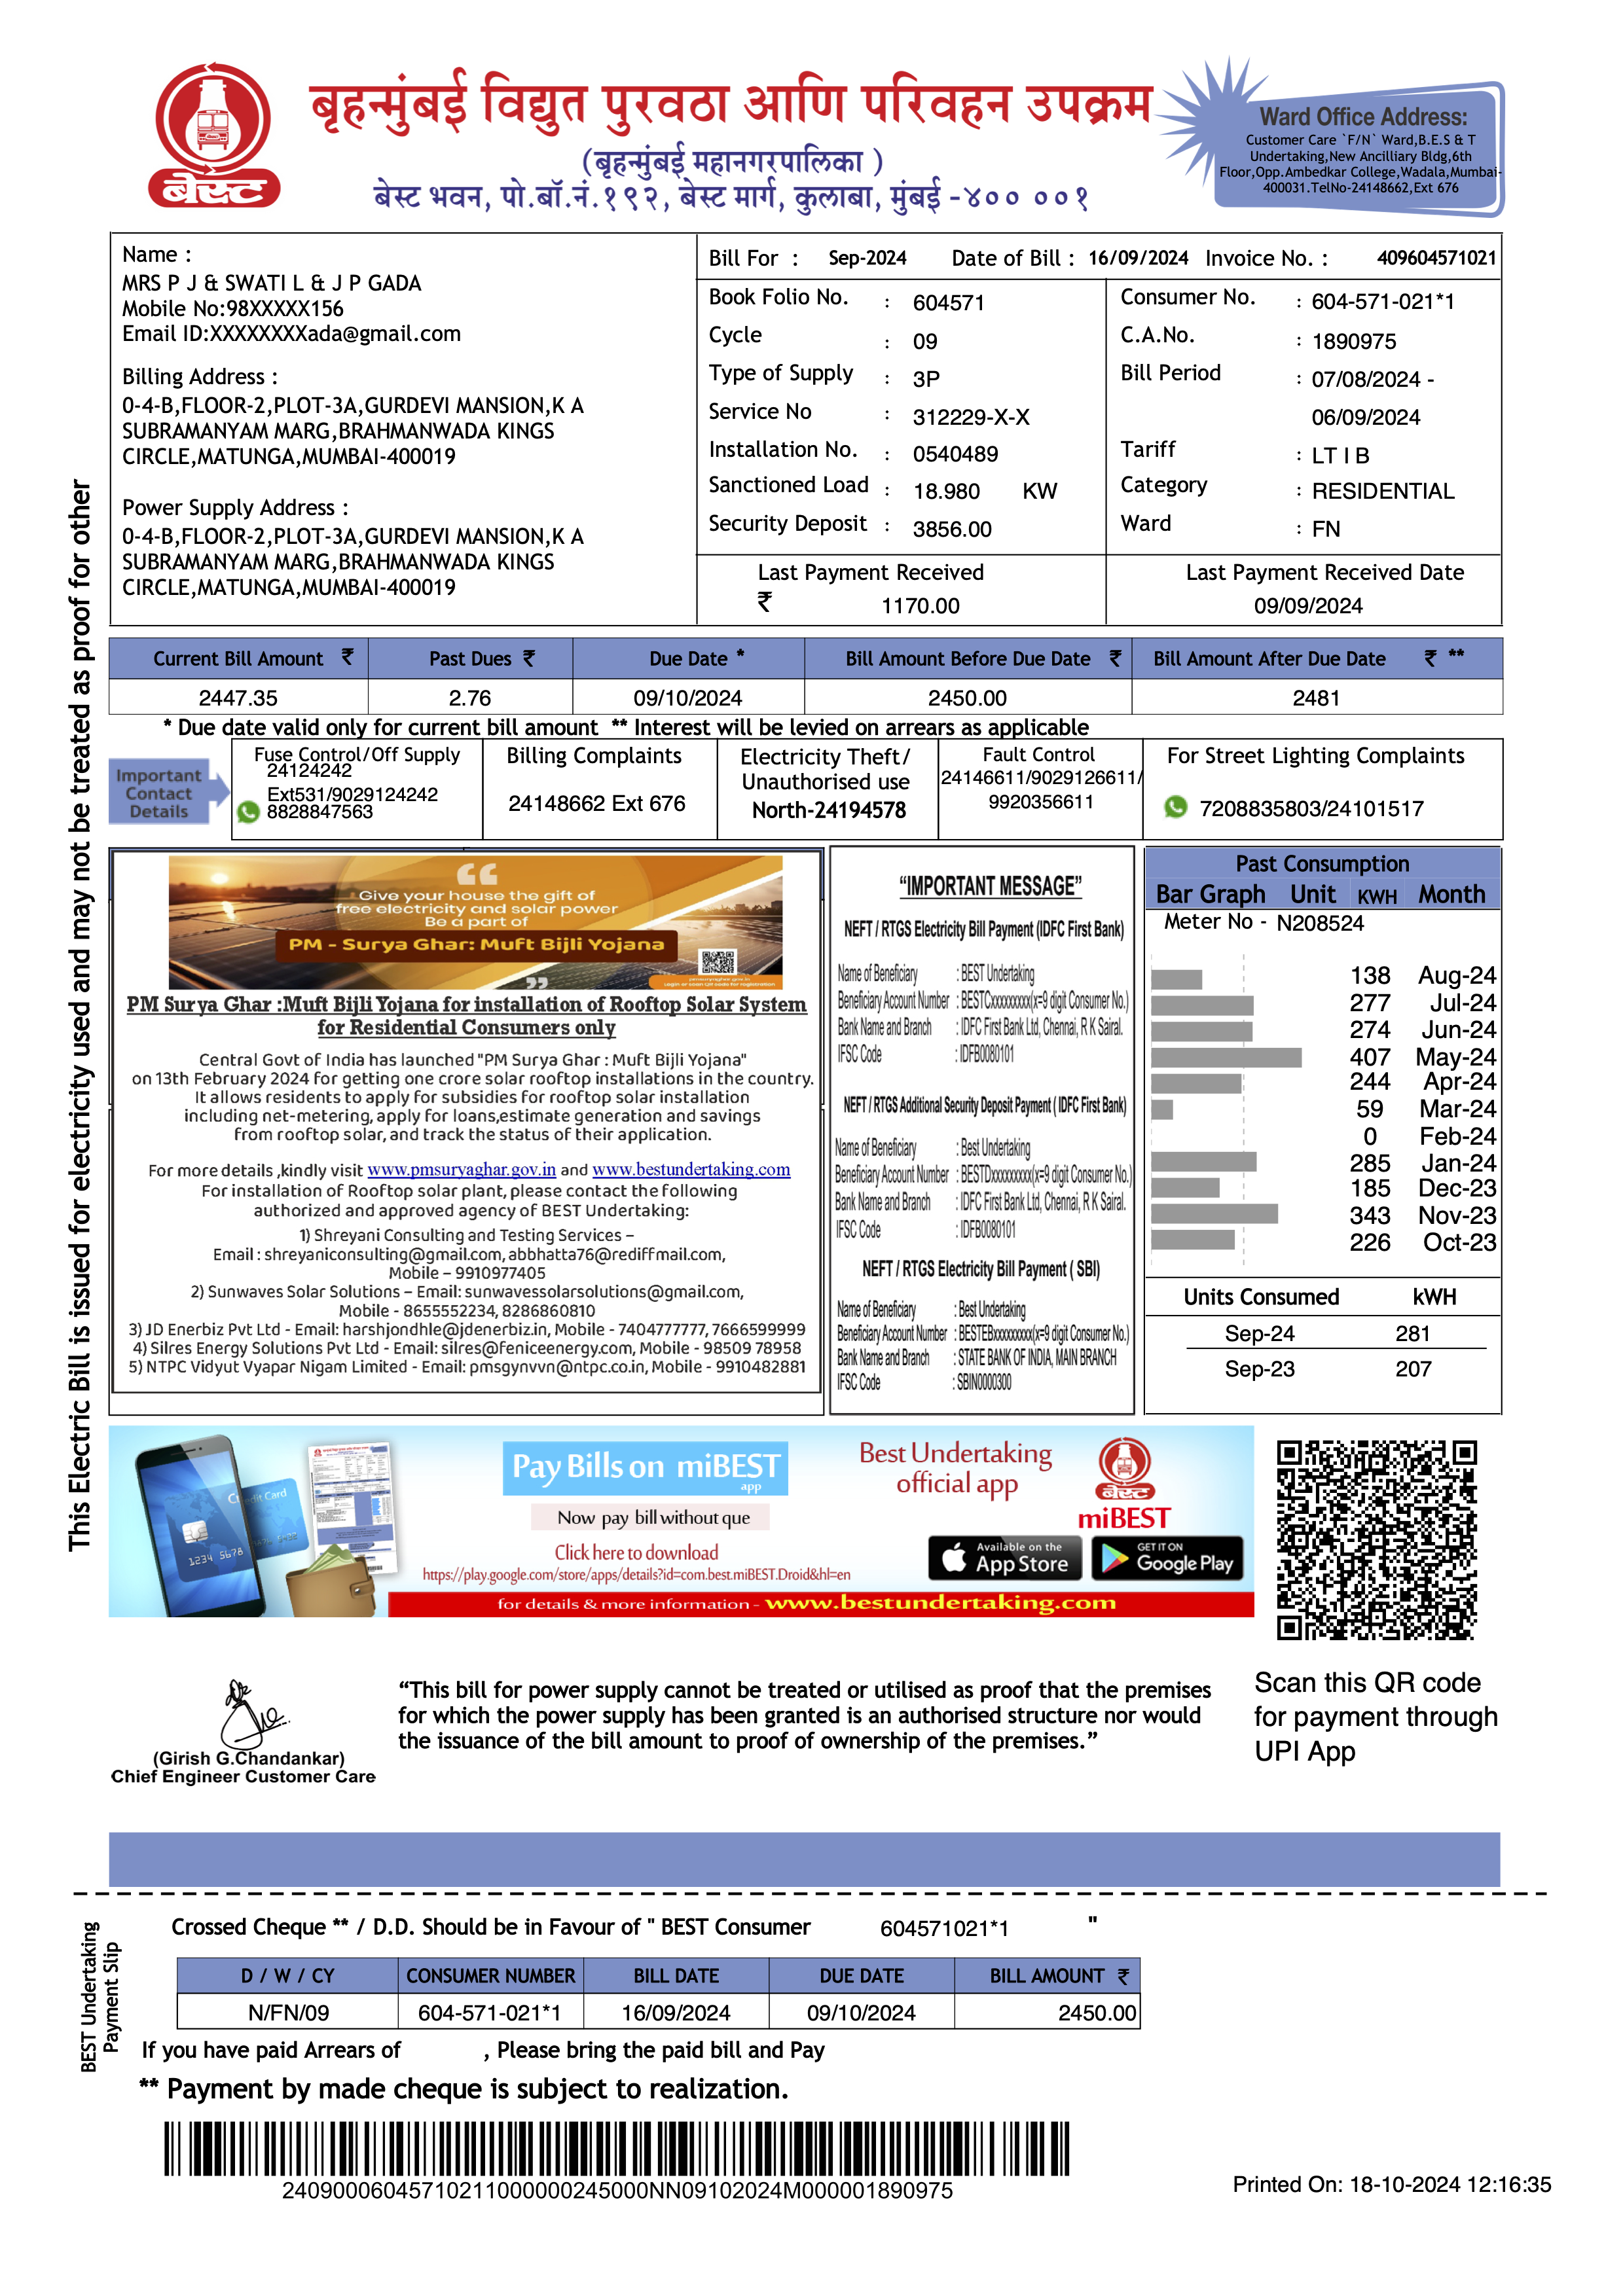 बेस्ट
बृहन्मुंबई विद्युत पुरवठा आणि परिवहन उपक्रम
(बृहन्मुंबई महानगरपालिका )
बेस्ट भवन, पो.बॉ.नं.१९२, बेस्ट मार्ग, कुलाबा, मुंबई -४०० ००१
Ward Office Address:
Customer Care `F/N` Ward,B.E.S & T
Undertaking,New Ancilliary Bldg,6th
Floor,Opp.Ambedkar College,Wadala,Mumbai-
400031.TelNo-24148662,Ext 676
This Electric Bill is issued for electricity used and may not be treated as proof for other
Name :
MRS P J & SWATI L & J P GADA
Mobile No:98XXXXX156
Email ID:XXXXXXXXada@gmail.com
Billing Address :
0-4-B,FLOOR-2,PLOT-3A,GURDEVI MANSION,K A
SUBRAMANYAM MARG,BRAHMANWADA KINGS
CIRCLE,MATUNGA,MUMBAI-400019
Power Supply Address :
0-4-B,FLOOR-2,PLOT-3A,GURDEVI MANSION,K A
SUBRAMANYAM MARG,BRAHMANWADA KINGS
CIRCLE,MATUNGA,MUMBAI-400019
Bill For : Sep-2024 Date of Bill : 16/09/2024 Invoice No. : 409604571021
Book Folio No. : 604571
Cycle : 09
Type of Supply : 3P
Service No : 312229-X-X
Installation No. : 0540489
Sanctioned Load : 18.980 KW
Security Deposit : 3856.00
Consumer No. : 604-571-021*1
C.A.No. : 1890975
Bill Period : 07/08/2024 -
06/09/2024
Tariff : LT I B
Category : RESIDENTIAL
Ward : FN
Last Payment Received
₹ 1170.00
Last Payment Received Date
09/09/2024
Current Bill Amount ₹ Past Dues ₹ Due Date * Bill Amount Before Due Date ₹ Bill Amount After Due Date ₹ **
2447.35 2.76 09/10/2024 2450.00 2481
* Due date valid only for current bill amount ** Interest will be levied on arrears as applicable
Important
Contact
Details
Fuse Control/Off Supply
24124242
Ext531/9029124242
8828847563
Billing Complaints
24148662 Ext 676
Electricity Theft/
Unauthorised use
North-24194578
Fault Control
24146611/9029126611/
9920356611
For Street Lighting Complaints
7208835803/24101517
Give your house the gift of
free electricity and solar power
Be a part of
PM - Surya Ghar: Muft Bijli Yojana
PM Surya Ghar :Muft Bijli Yojana for installation of Rooftop Solar System
for Residential Consumers only
Central Govt of India has launched "PM Surya Ghar : Muft Bijli Yojana"
on 13th February 2024 for getting one crore solar rooftop installations in the country.
It allows residents to apply for subsidies for rooftop solar installation
including net-metering, apply for loans,estimate generation and savings
from rooftop solar, and track the status of their application.
For more details ,kindly visit www.pmsuryaghar.gov.in and www.bestundertaking.com
For installation of Rooftop solar plant, please contact the following
authorized and approved agency of BEST Undertaking:
1) Shreyani Consulting and Testing Services –
Email : shreyaniconsulting@gmail.com, abbhatta76@rediffmail.com,
Mobile – 9910977405
2) Sunwaves Solar Solutions – Email: sunwavessolarsolutions@gmail.com,
Mobile - 8655552234, 8286860810
3) JD Enerbiz Pvt Ltd - Email: harshjondhle@jdenerbiz.in, Mobile - 7404777777, 7666599999
4) Silres Energy Solutions Pvt Ltd - Email: silres@feniceenergy.com, Mobile - 98509 78958
5) NTPC Vidyut Vyapar Nigam Limited - Email: pmsgynvvn@ntpc.co.in, Mobile - 9910482881
“IMPORTANT MESSAGE”
NEFT / RTGS Electricity Bill Payment (IDFC First Bank)
Name of Beneficiary : BEST Undertaking
Beneficiary Account Number : BESTCxxxxxxxxx(x=9 digit Consumer No.)
Bank Name and Branch : IDFC First Bank Ltd, Chennai, R K Sairal.
IFSC Code : IDFB0080101
NEFT / RTGS Additional Security Deposit Payment ( IDFC First Bank)
Name of Beneficiary : Best Undertaking
Beneficiary Account Number : BESTDxxxxxxxxx(x=9 digit Consumer No.)
Bank Name and Branch : IDFC First Bank Ltd, Chennai, R K Sairal.
IFSC Code : IDFB0080101
NEFT / RTGS Electricity Bill Payment ( SBI)
Name of Beneficiary : Best Undertaking
Beneficiary Account Number : BESTEBxxxxxxxxx(x=9 digit Consumer No.)
Bank Name and Branch : STATE BANK OF INDIA, MAIN BRANCH
IFSC Code : SBIN0000300
Past Consumption
Bar Graph Unit KWH Month
Meter No - N208524
138 Aug-24
277 Jul-24
274 Jun-24
407 May-24
244 Apr-24
59 Mar-24
0 Feb-24
285 Jan-24
185 Dec-23
343 Nov-23
226 Oct-23
Units Consumed kWH
Sep-24 281
Sep-23 207
Credit Card
1234 5678
Pay Bills on miBEST
app
Now pay bill without que
Click here to download
https://play.google.com/store/apps/details?id=com.best.miBEST.Droid&hl=en
Best Undertaking
official app
बेस्ट
miBEST
Available on the
App Store
GET IT ON
Google Play
for details & more information - www.bestundertaking.com
(Girish G.Chandankar)
Chief Engineer Customer Care
“This bill for power supply cannot be treated or utilised as proof that the premises
for which the power supply has been granted is an authorised structure nor would
the issuance of the bill amount to proof of ownership of the premises.”
Scan this QR code
for payment through
UPI App
BEST Undertaking
Payment Slip
Crossed Cheque ** / D.D. Should be in Favour of " BEST Consumer 604571021*1 "
D / W / CY CONSUMER NUMBER BILL DATE DUE DATE BILL AMOUNT ₹
N/FN/09 604-571-021*1 16/09/2024 09/10/2024 2450.00
If you have paid Arrears of , Please bring the paid bill and Pay
** Payment by made cheque is subject to realization.
24090006045710211000000245000NN09102024M000001890975
Printed On: 18-10-2024 12:16:35